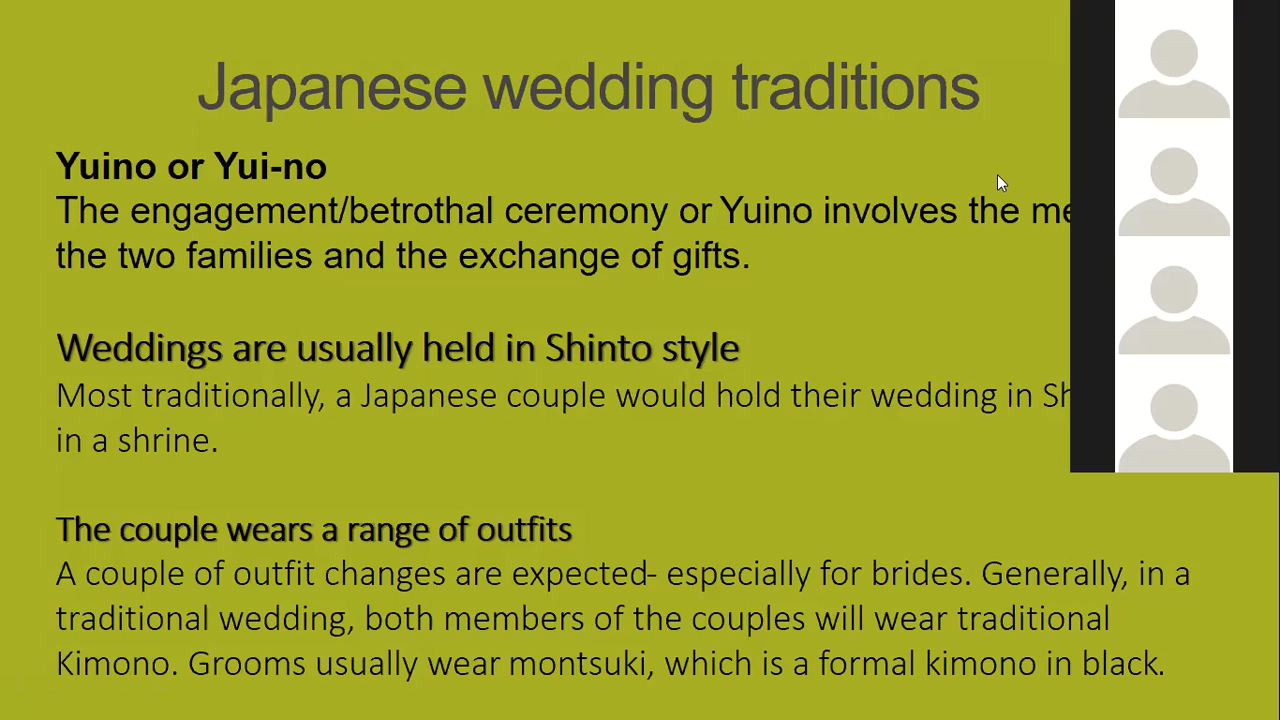 Japanese wedding traditions
Yuino or Yui-no
The engagement/betrothal ceremony or Yuino involves the
the two families and the exchange of gifts.
Weddings are usually held in Shinto style
Most traditionally, a Japanese couple would hold their wedding in
in a shrine.
The couple wears a range of outfits
A couple of outfit changes are expected- especially for brides. Generally, in a
traditional wedding, both members of the couples will wear traditional
Kimono. Grooms usually wear montsuki, which is a formal kimono in black.